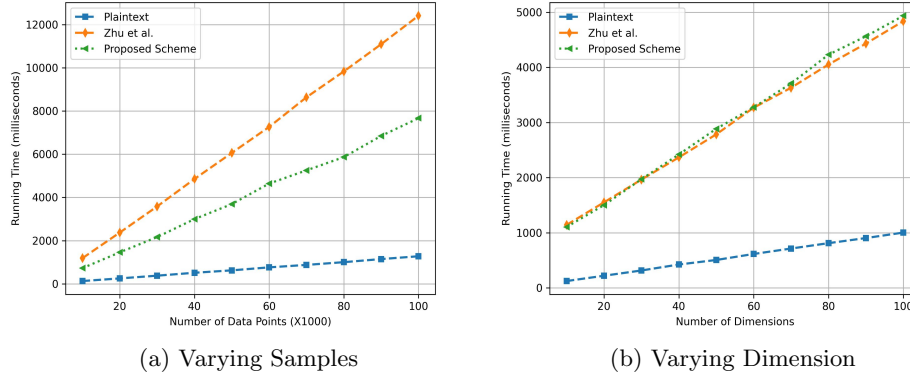 Plaintext
Zhu et al.
Proposed Scheme
Running Time (milliseconds)
12000
10000
8000
6000
4000
2000
0
20 40 60 80 100
Number of Data Points (X1000)
(a) Varying Samples
Plaintext
Zhu et al.
Proposed Scheme
Running Time (milliseconds)
5000
4000
3000
2000
1000
0
20 40 60 80 100
Number of Dimensions
(b) Varying Dimension